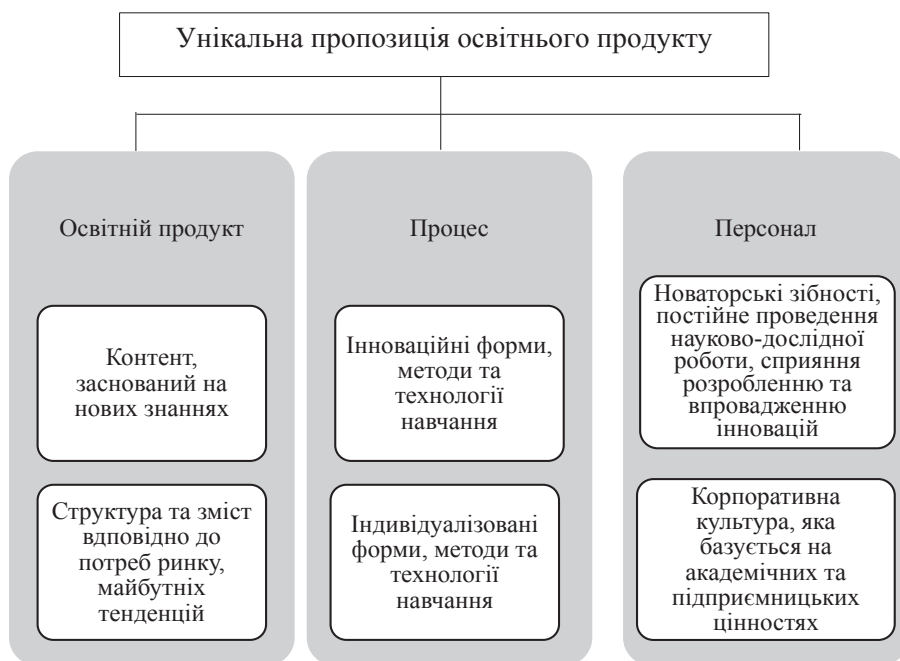 Унікальна пропозиція освітнього продукту
Освітній продукт
Контент,
заснований на
нових знаннях
Структура та зміст
вдповідно до
потреб ринку,
майбутніх
тенденцій
Процес
Інноваційні форми,
методи та
технології
навчання
Індивідуалізовані
форми, методи та
технології
навчання
Персонал
Новаторські зібності,
постійне проведення
науково-дослідної
роботи, сприяння
розробленню та
впровадженню
інновацій
Корпоративна
культура, яка
базується на
академічних та
підприємницьких
цінностях